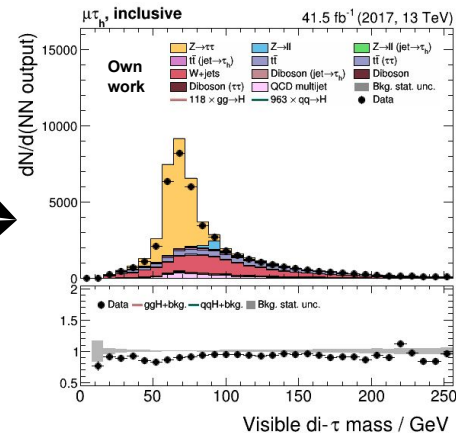 μτh, inclusive 41.5 fb-1 (2017, 13 TeV)
dN/d(NN output)
15000
10000
5000
0
Own work
Z→ττ Z→ll Z→ll (jet→τh)
tt̄ (jet→τh) tt̄ tt̄ (ττ)
W+jets Diboson (jet→τh) Diboson
Diboson (ττ) QCD multijet Bkg. stat. unc.
118 × gg→H 963 × qq→H Data
2
1.5
1
0.5
Data ggH+bkg. qqH+bkg. Bkg. stat. unc.
0 50 100 150 200 250
Visible di-τ mass / GeV